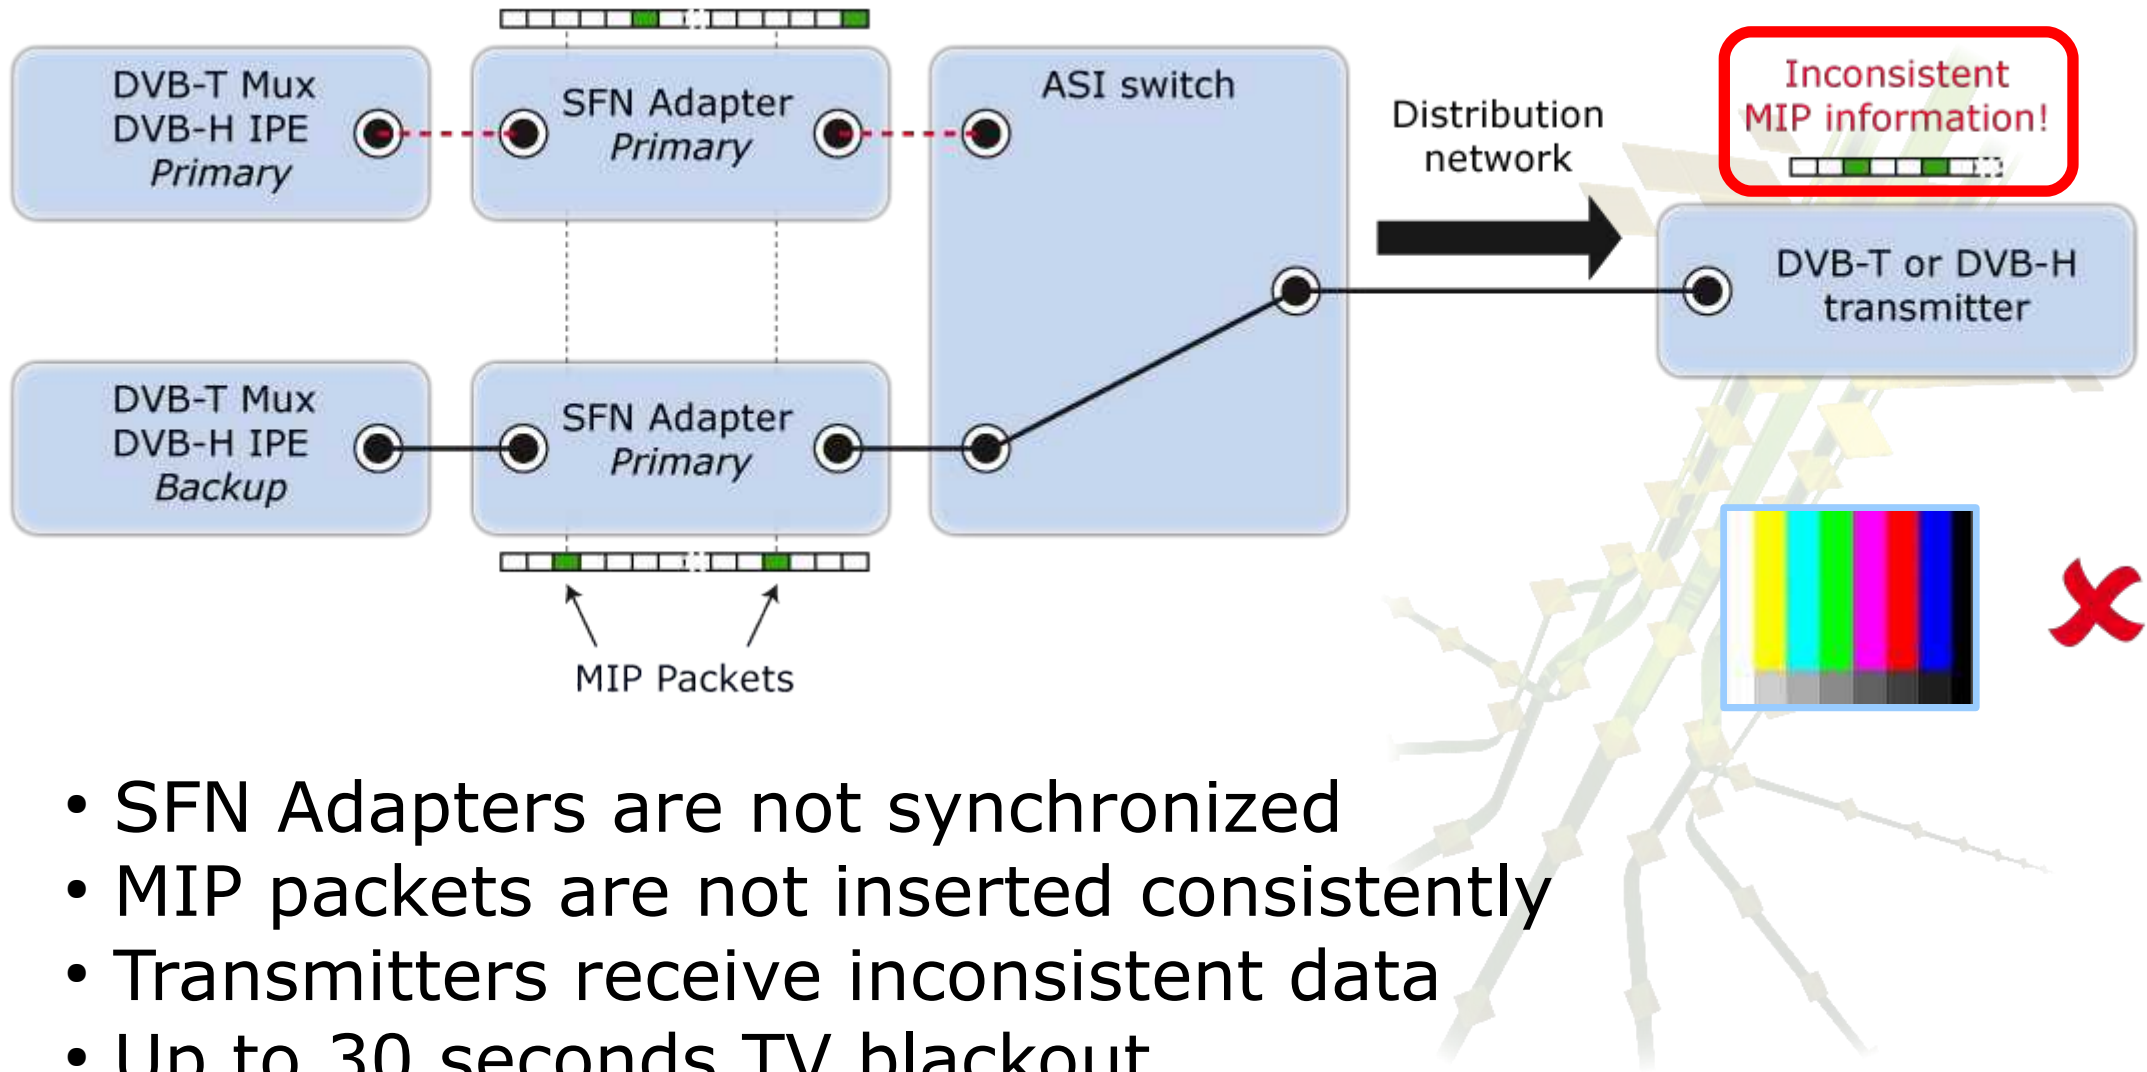 DVB-T Mux
DVB-H IPE
Primary
SFN Adapter
Primary
ASI switch
Distribution
network
Inconsistent
MIP information!
DVB-T or DVB-H
transmitter
DVB-T Mux
DVB-H IPE
Backup
SFN Adapter
Primary
MIP Packets
• SFN Adapters are not synchronized
• MIP packets are not inserted consistently
• Transmitters receive inconsistent data
• Up to 30 seconds TV blackout